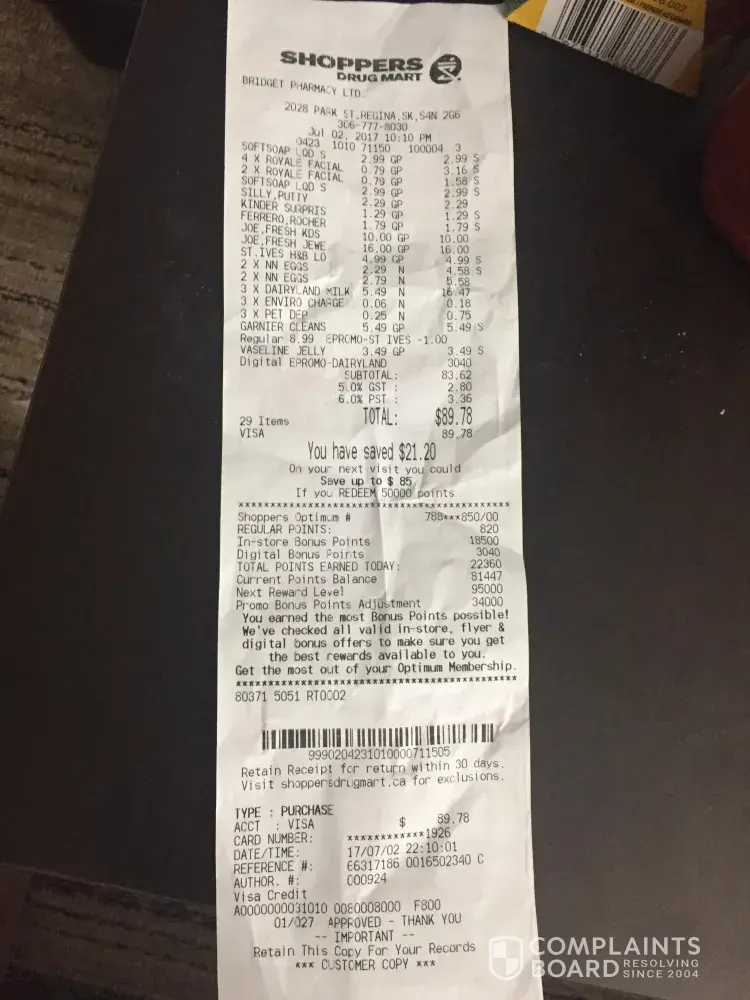 SHOPPERS
DRUG MART
BRIDGET PHARMACY LTD.
2028 PARK ST,REGINA,SK,S4N 2G6
306-777-8030
Jul 02, 2017 10:10 PM
0423 1010 71150 100004 3
SOFTSOAP LQD S 2.99 GP 2.99 S
4 X ROYALE FACIAL 0.79 GP 3.16 S
2 X ROYALE FACIAL 0.79 GP 1.58 S
SOFTSOAP LQD S 2.99 GP 2.99 S
SILLY,PUTTY 2.29 GP 2.29
KINDER SURPRIS 1.29 GP 1.29 S
FERRERO,ROCHER 1.79 GP 1.79 S
JOE,FRESH KDS 10.00 GP 10.00
JOE,FRESH JEWE 16.00 GP 16.00
ST.IVES H&B LO 4.99 GP 4.99 S
2 X NN EGGS 2.29 N 4.58 S
2 X NN EGGS 2.79 N 5.58
3 X DAIRYLAND MILK 5.49 N 16.47
3 X ENVIRO CHARGE 0.06 N 0.18
3 X PET DEP 0.25 N 0.75
GARNIER CLEANS 5.49 GP 5.49 S
Regular 8.99 EPROMO-ST IVES -1.00
VASELINE JELLY 3.49 GP 3.49 S
Digital EPROMO-DAIRYLAND 3040
SUBTOTAL: 83.62
5.0% GST : 2.80
6.0% PST : 3.36
TOTAL: $89.78
29 Items
VISA 89.78
You have saved $21.20
On your next visit you could
Save up to $ 85
If you REDEEM 50000 points
****************************************
Shoppers Optimum # 788***850/00
REGULAR POINTS: 820
In-store Bonus Points 18500
Digital Bonus Points 3040
TOTAL POINTS EARNED TODAY: 22360
Current Points Balance 81447
Next Reward Level 95000
Promo Bonus Points Adjustment 34000
You earned the most Bonus Points possible!
We've checked all valid in-store, flyer &
digital bonus offers to make sure you get
the best rewards available to you.
Get the most out of your Optimum Membership.
****************************************
80371 5051 RT0002
9990204231010000711505
Retain Receipt for return within 30 days.
Visit shoppersdrugmart.ca for exclusions.
TYPE : PURCHASE
ACCT : VISA $ 89.78
CARD NUMBER: ************1926
DATE/TIME: 17/07/02 22:10:01
REFERENCE #: 66317186 0016502340 C
AUTHOR. #: 000924
Visa Credit
A0000000031010 0080008000 F800
01/027 APPROVED - THANK YOU
-- IMPORTANT --
Retain This Copy For Your Records
*** CUSTOMER COPY ***
COMPLAINTS
BOARD RESOLVING
SINCE 2004